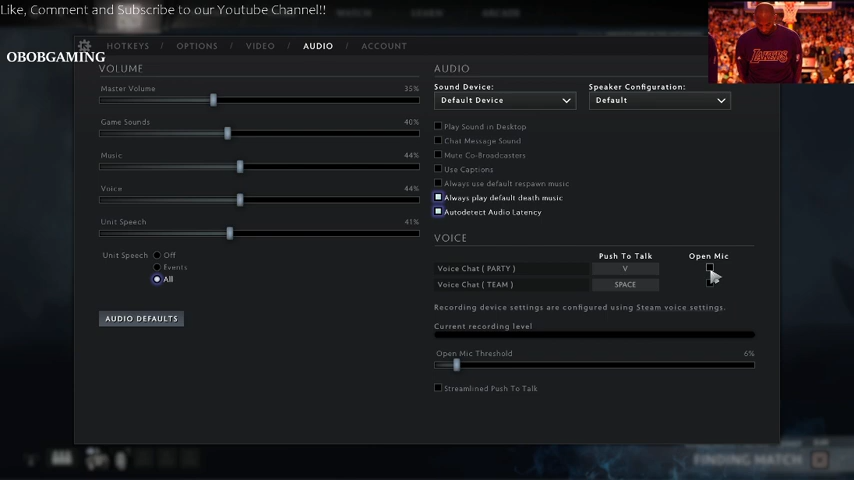 Like, Comment and Subscribe to our Youtube Channel!!
OBOBGAMING
HOTKEYS / OPTIONS / VIDEO / AUDIO / ACCOUNT
VOLUME
Master Volume 35%
Game Sounds 40%
Music 44%
Voice 44%
Unit Speech 41%
Unit Speech Off
Events
All
AUDIO DEFAULTS
AUDIO
Sound Device: Speaker Configuration:
Default Device Default
Play Sound in Desktop
Chat Message Sound
Mute Co-Broadcasters
Use Captions
Always use default respawn music
Always play default death music
Autodetect Audio Latency
VOICE
Push To Talk Open Mic
Voice Chat ( PARTY ) V
Voice Chat ( TEAM ) SPACE
Recording device settings are configured using Steam voice settings.
Current recording level
Open Mic Threshold 6%
Streamlined Push To Talk
FINDING MATCH
LAKERS